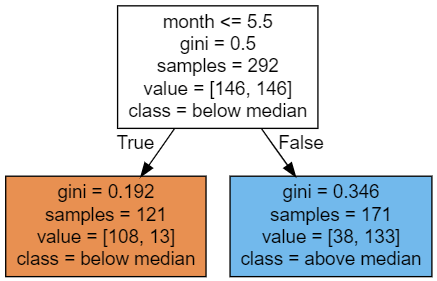 month <= 5.5
gini = 0.5
samples = 292
value = [146, 146]
class = below median
True
False
gini = 0.192
samples = 121
value = [108, 13]
class = below median
gini = 0.346
samples = 171
value = [38, 133]
class = above median